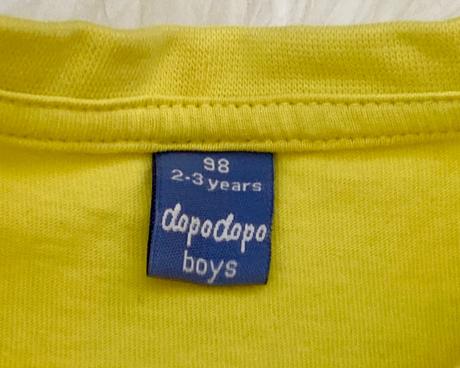 98
2-3 years
dopodopo
boys